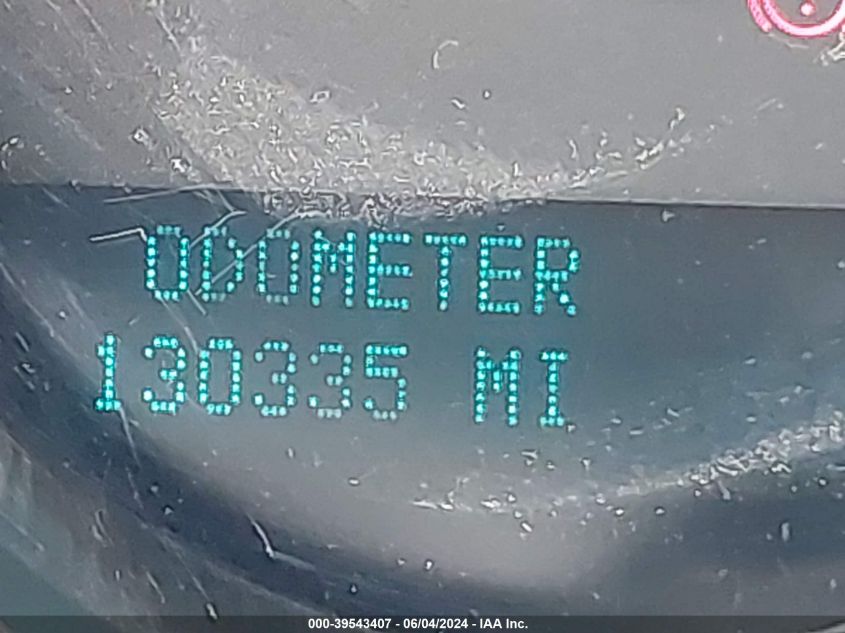 ODOMETER
130335 MI
000-39543407 - 06/04/2024 - IAA Inc.